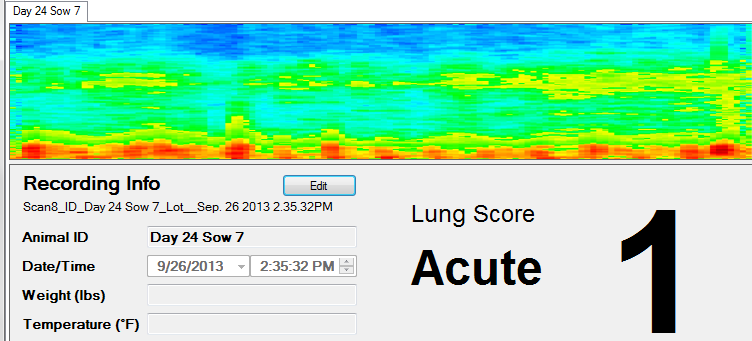 Day 24 Sow 7
Recording Info
Edit
Scan8_ID_Day 24 Sow 7_Lot__Sep. 26 2013 2.35.32PM
Animal ID
Day 24 Sow 7
Date/Time
9/26/2013
2:35:32 PM
Weight (lbs)
Temperature (°F)
Lung Score
Acute
1